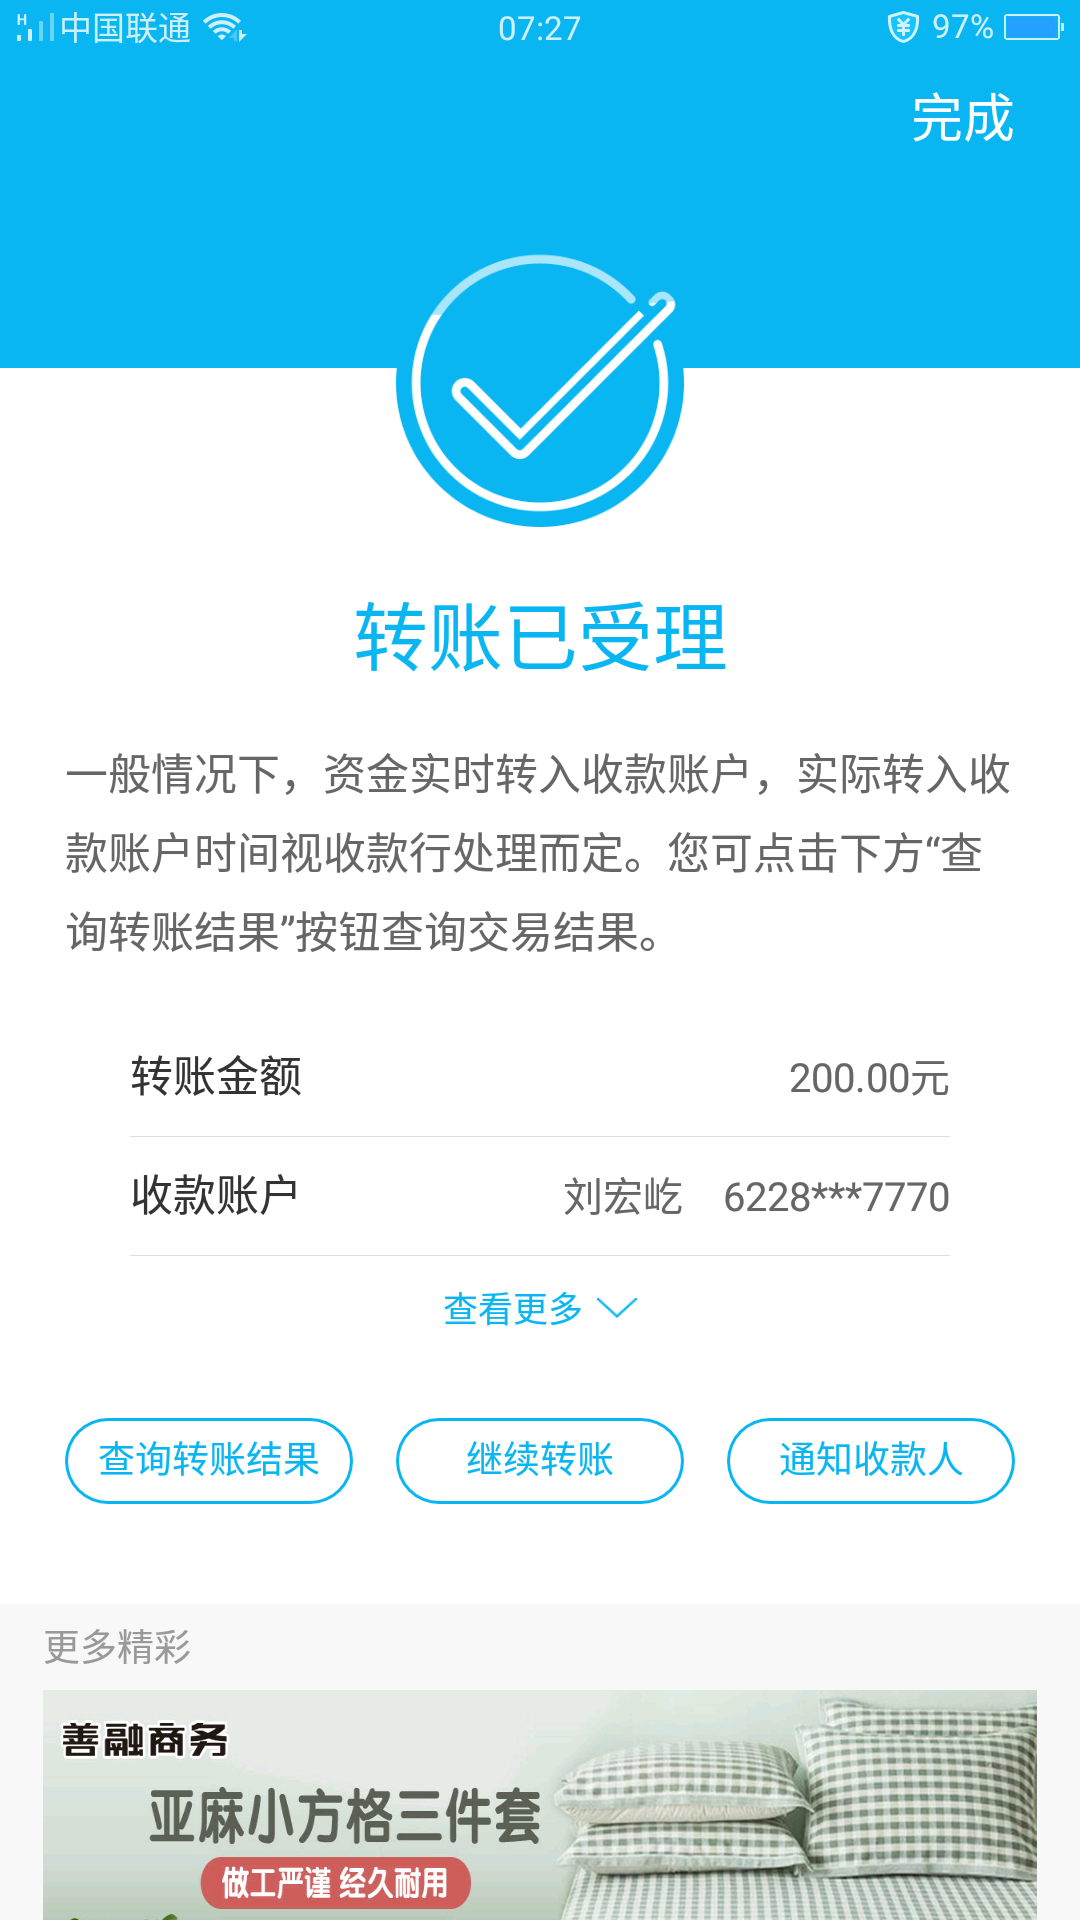 中国联通 07:27 97%
完成
转账已受理
一般情况下，资金实时转入收款账户，实际转入收
款账户时间视收款行处理而定。您可点击下方“查
询转账结果”按钮查询交易结果。
转账金额 200.00元
收款账户 刘宏屹 6228***7770
查看更多
查询转账结果 继续转账 通知收款人
更多精彩
善融商务
亚麻小方格三件套
做工严谨 经久耐用